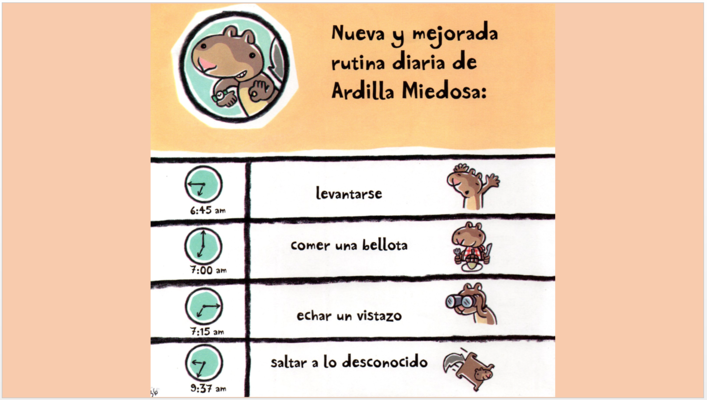 Nueva y mejorada
rutina diaria de
Ardilla Miedosa:
6:45 am
levantarse
7:00 am
comer una bellota
7:15 am
echar un vistazo
9:37 am
saltar a lo desconocido